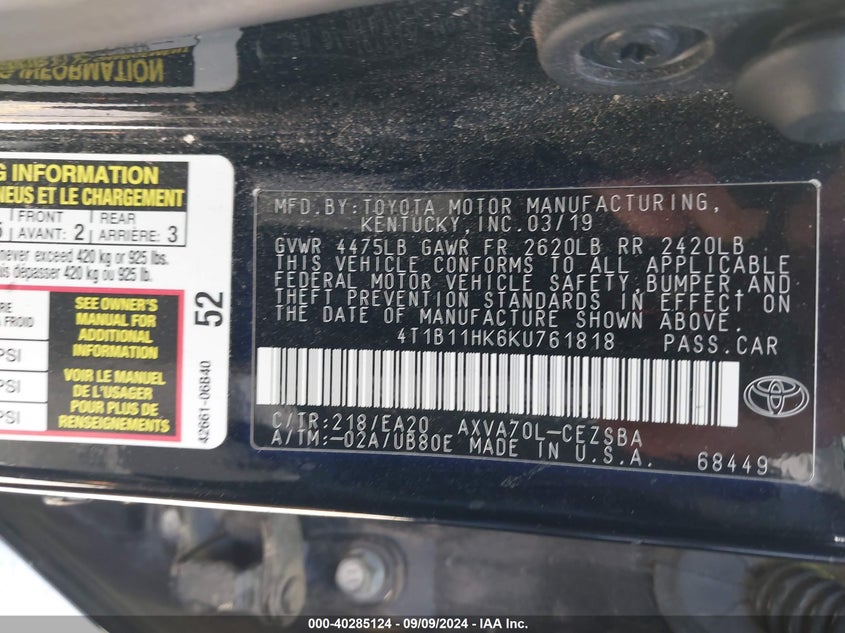 G INFORMATION
G INFORMATION
NEUS ET LE CHARGEMENT
FRONT REAR
AVANT: 2 ARRIÈRE: 3
never exceed 420 kg or 925 lbs.
dépasser 420 kg ou 925 lb.
FROID
PSI
PSI
SEE OWNER'S
MANUAL FOR
ADDITIONAL
INFORMATION
VOIR LE MANUEL
DE L'USAGER
POUR PLUS DE
RENSEIGNEMENTS
52
42661-06B40
MFD.BY:TOYOTA MOTOR MANUFACTURING,
KENTUCKY, INC.03/19
GVWR 4475LB GAWR FR 2620LB RR 2420LB
THIS VEHICLE CONFORMS TO ALL APPLICABLE
FEDERAL MOTOR VEHICLE SAFETY,BUMPER,AND
THEFT PREVENTION STANDARDS IN EFFECT ON
THE DATE OF MANUFACTURE SHOWN ABOVE.
4T1B11HK6KU761818 PASS.CAR
C/TR:218/EA20 AXVA70L-CEZSBA
A/TM:-02A/UB80E MADE IN U.S.A.
68449
000-40285124 - 09/09/2024 - IAA Inc.